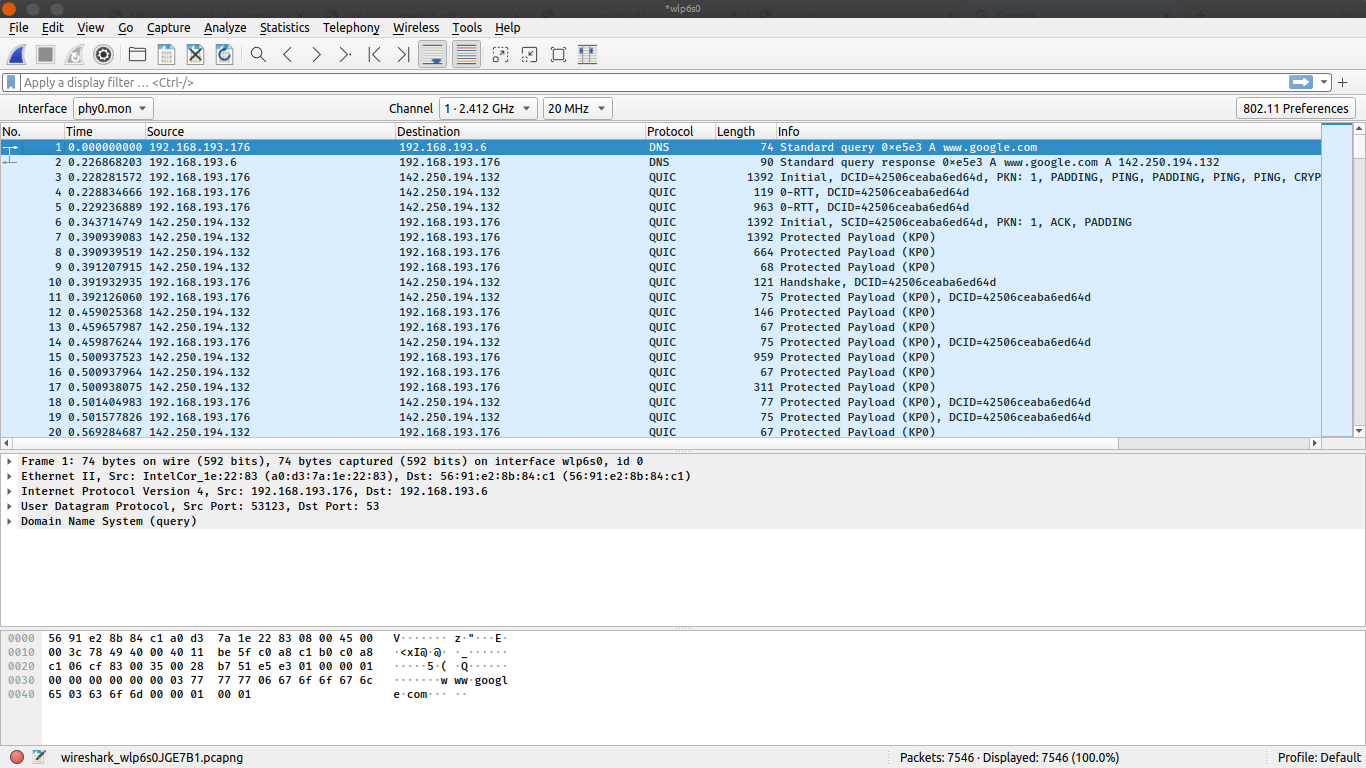 *wlp6s0
File Edit View Go Capture Analyze Statistics Telephony Wireless Tools Help
Apply a display filter ... <Ctrl-/>
Interface phy0.mon Channel 1 · 2.412 GHz 20 MHz 802.11 Preferences
No. Time Source Destination Protocol Length Info
1 0.000000000 192.168.193.176 192.168.193.6 DNS 74 Standard query 0xe5e3 A www.google.com
2 0.226868203 192.168.193.6 192.168.193.176 DNS 90 Standard query response 0xe5e3 A www.google.com A 142.250.194.132
3 0.228281572 192.168.193.176 142.250.194.132 QUIC 1392 Initial, DCID=42506ceaba6ed64d, PKN: 1, PADDING, PING, PADDING, PING, PING, CRYP
4 0.228834666 192.168.193.176 142.250.194.132 QUIC 119 0-RTT, DCID=42506ceaba6ed64d
5 0.229236889 192.168.193.176 142.250.194.132 QUIC 963 0-RTT, DCID=42506ceaba6ed64d
6 0.343714749 142.250.194.132 192.168.193.176 QUIC 1392 Initial, SCID=42506ceaba6ed64d, PKN: 1, ACK, PADDING
7 0.390939083 142.250.194.132 192.168.193.176 QUIC 1392 Protected Payload (KP0)
8 0.390939519 142.250.194.132 192.168.193.176 QUIC 664 Protected Payload (KP0)
9 0.391207915 142.250.194.132 192.168.193.176 QUIC 68 Protected Payload (KP0)
10 0.391932935 192.168.193.176 142.250.194.132 QUIC 121 Handshake, DCID=42506ceaba6ed64d
11 0.392126060 192.168.193.176 142.250.194.132 QUIC 75 Protected Payload (KP0), DCID=42506ceaba6ed64d
12 0.459025368 142.250.194.132 192.168.193.176 QUIC 146 Protected Payload (KP0)
13 0.459657987 142.250.194.132 192.168.193.176 QUIC 67 Protected Payload (KP0)
14 0.459876244 192.168.193.176 142.250.194.132 QUIC 75 Protected Payload (KP0), DCID=42506ceaba6ed64d
15 0.500937523 142.250.194.132 192.168.193.176 QUIC 959 Protected Payload (KP0)
16 0.500937964 142.250.194.132 192.168.193.176 QUIC 67 Protected Payload (KP0)
17 0.500938075 142.250.194.132 192.168.193.176 QUIC 311 Protected Payload (KP0)
18 0.501404983 192.168.193.176 142.250.194.132 QUIC 77 Protected Payload (KP0), DCID=42506ceaba6ed64d
19 0.501577826 192.168.193.176 142.250.194.132 QUIC 75 Protected Payload (KP0), DCID=42506ceaba6ed64d
20 0.569284687 142.250.194.132 192.168.193.176 QUIC 67 Protected Payload (KP0)
Frame 1: 74 bytes on wire (592 bits), 74 bytes captured (592 bits) on interface wlp6s0, id 0
Ethernet II, Src: IntelCor_1e:22:83 (a0:d3:7a:1e:22:83), Dst: 56:91:e2:8b:84:c1 (56:91:e2:8b:84:c1)
Internet Protocol Version 4, Src: 192.168.193.176, Dst: 192.168.193.6
User Datagram Protocol, Src Port: 53123, Dst Port: 53
Domain Name System (query)
0000 56 91 e2 8b 84 c1 a0 d3 7a 1e 22 83 08 00 45 00 V······· z·"···E·
0010 00 3c 78 49 40 00 40 11 be 5f c0 a8 c1 b0 c0 a8 ·<xI@·@· ·_······
0020 c1 06 cf 83 00 35 00 28 b7 51 e5 e3 01 00 00 01 ·····5·( ·Q······
0030 00 00 00 00 00 00 03 77 77 77 06 67 6f 6f 67 6c ·······w ww·googl
0040 65 03 63 6f 6d 00 00 01 00 01 e·com··· ··
wireshark_wlp6s0JGE7B1.pcapng Packets: 7546 · Displayed: 7546 (100.0%) Profile: Default